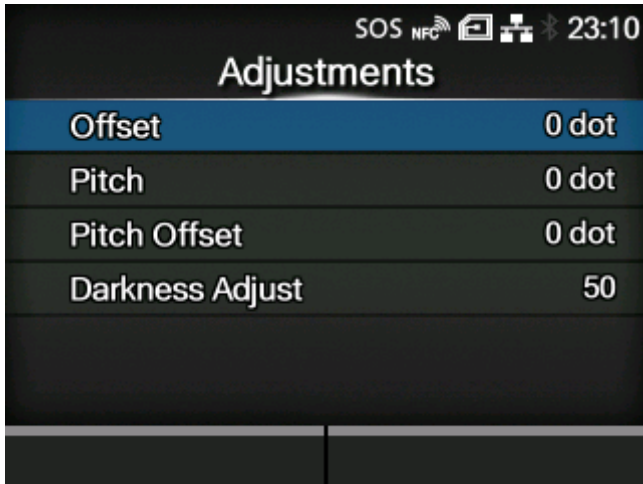 SOS NFC 23:10
Adjustments
Offset 0 dot
Pitch 0 dot
Pitch Offset 0 dot
Darkness Adjust 50